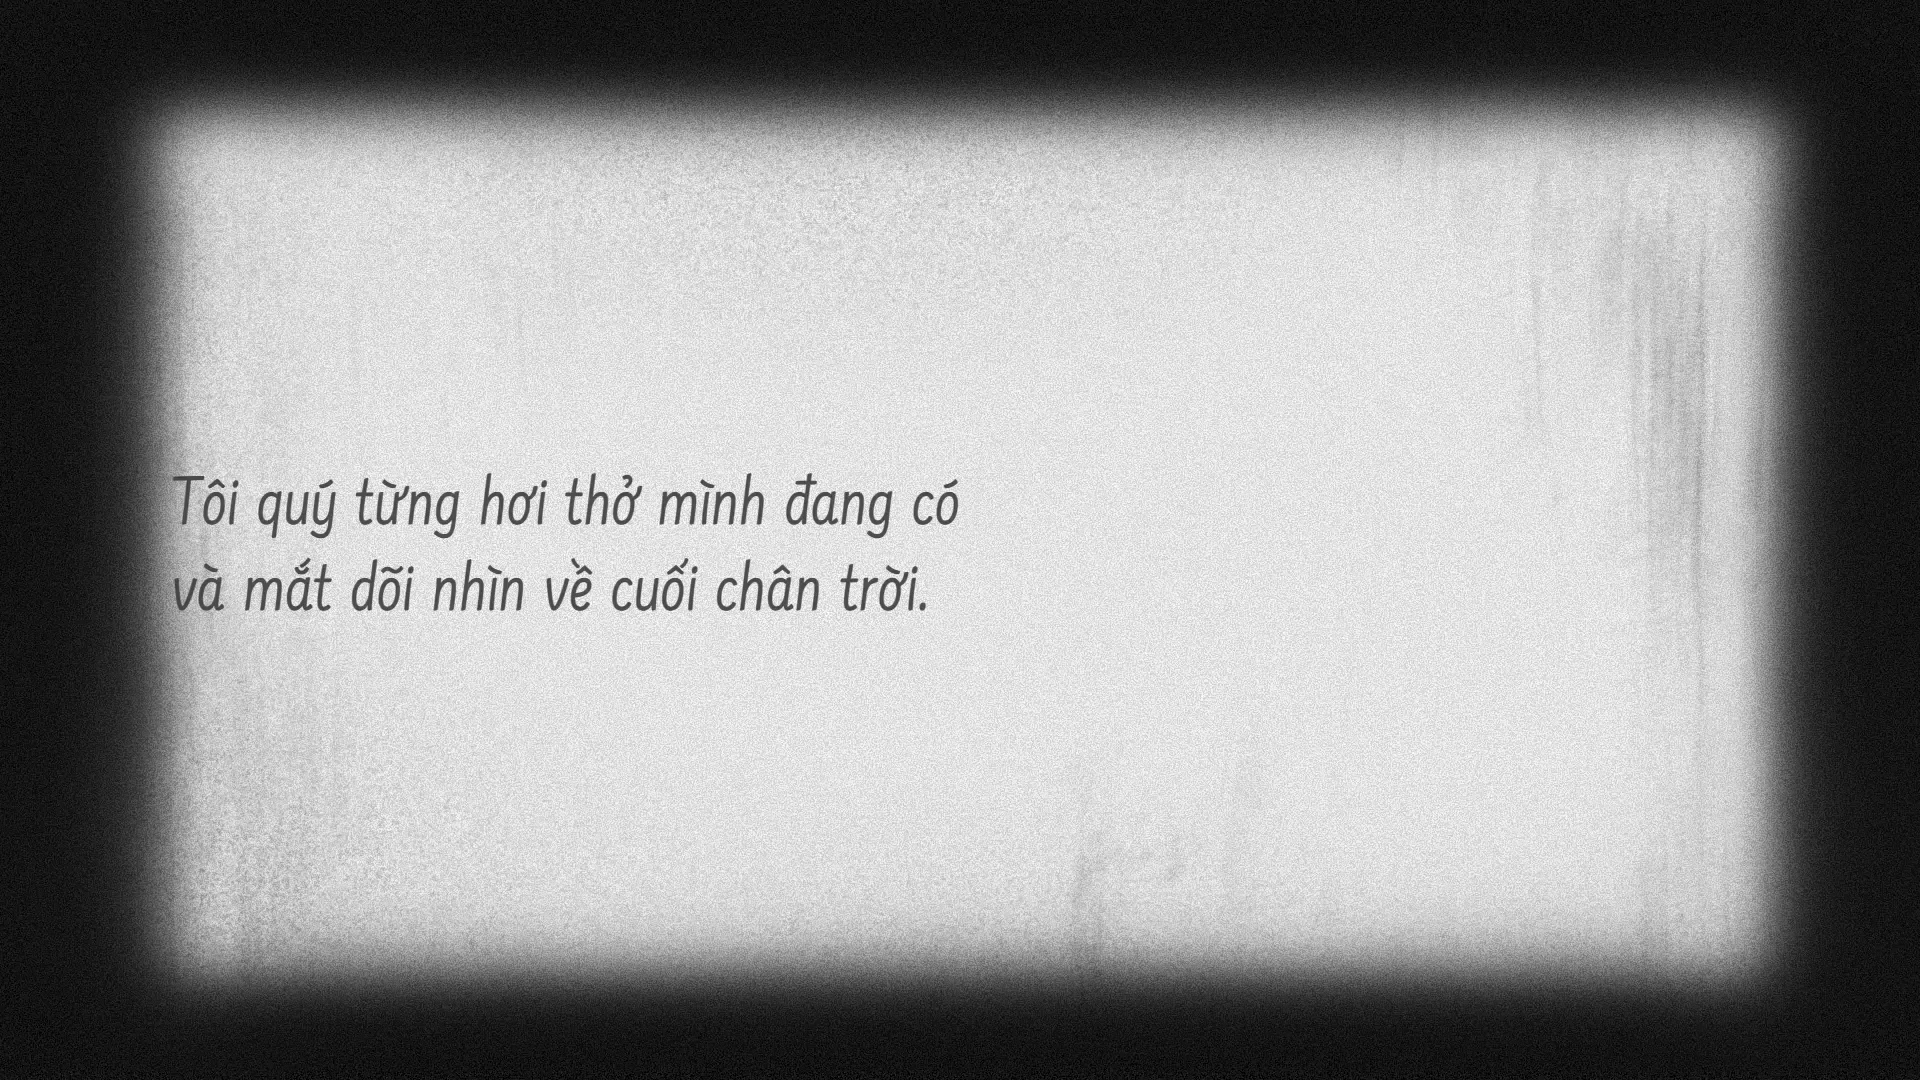 Tôi quý từng hơi thở mình đang có
và mắt dõi nhìn về cuối chân trời.